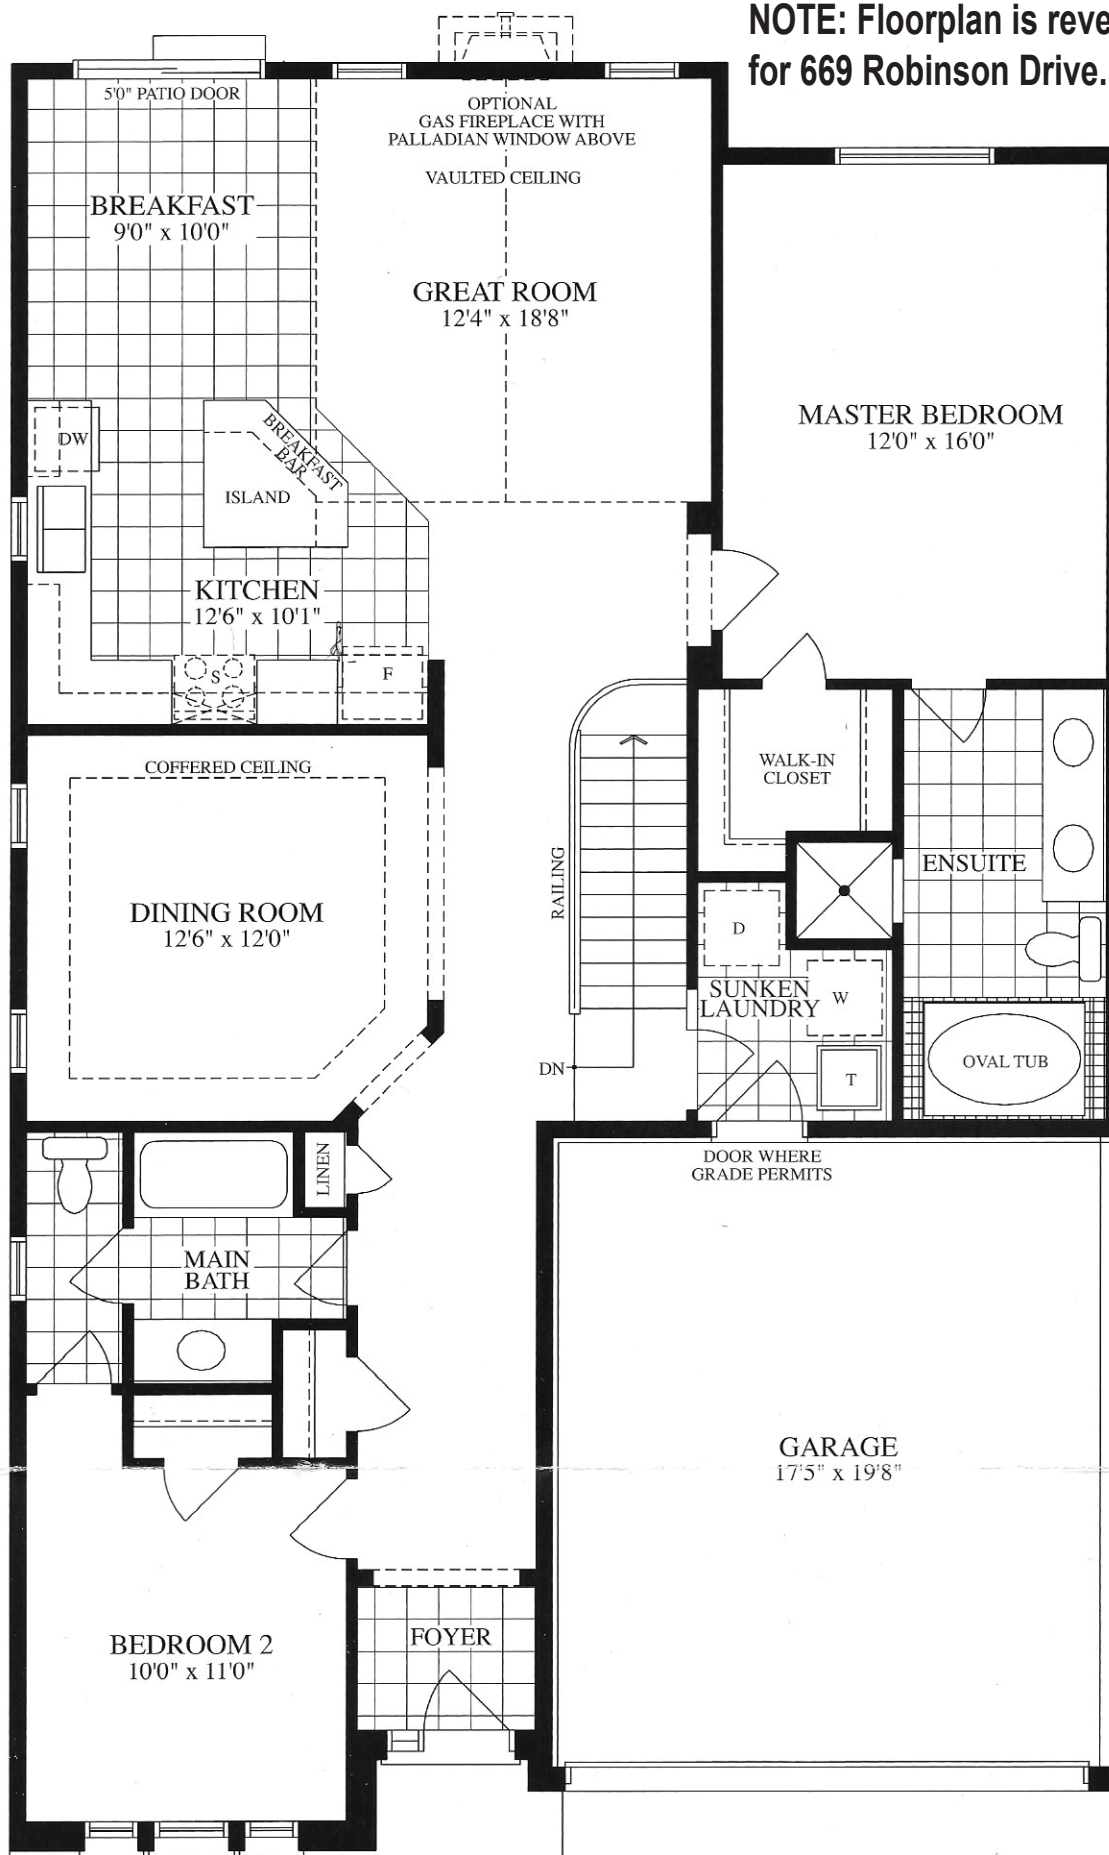 NOTE: Floorplan is reve
for 669 Robinson Drive.
5'0" PATIO DOOR
OPTIONAL
GAS FIREPLACE WITH
PALLADIAN WINDOW ABOVE
VAULTED CEILING
BREAKFAST
9'0" x 10'0"
GREAT ROOM
12'4" x 18'8"
MASTER BEDROOM
12'0" x 16'0"
DW
BREAKFAST
BAR
ISLAND
KITCHEN
12'6" x 10'1"
S
F
COFFERED CEILING
WALK-IN
CLOSET
ENSUITE
RAILING
DINING ROOM
12'6" x 12'0"
D
SUNKEN
LAUNDRY
W
OVAL TUB
DN
T
LINEN
DOOR WHERE
GRADE PERMITS
MAIN
BATH
GARAGE
17'5" x 19'8"
BEDROOM 2
10'0" x 11'0"
FOYER